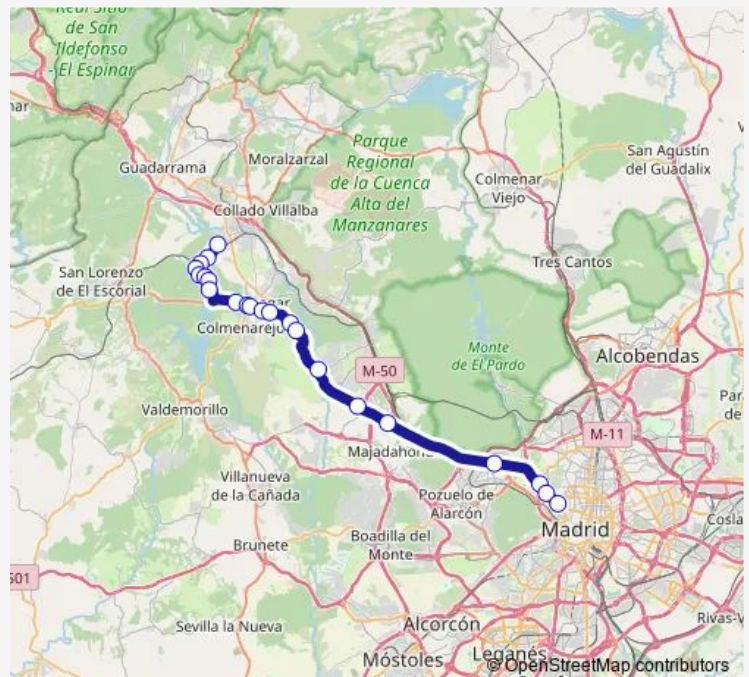 Real Sitio
de San
Ildefonso
- El Espinar
Guadarrama
Moralzarzal
Parque
Regional
de la Cuenca
Alta del
Manzanares
Colmenar
Viejo
San Agustín
del Guadalix
Collado Villalba
San Lorenzo
de El Escorial
Tres Cantos
Colmenarejo
M-50
Monte
de El Pardo
Alcobendas
Valdemorillo
M-11
Majadahonda
Villanueva
de la Cañada
Pozuelo de
Alarcón
Madrid
Brunete
Boadilla del
Monte
Sevilla la Nueva
Alcorcón
Rivas-V
Móstoles
Leganés
© OpenStreetMap contributors